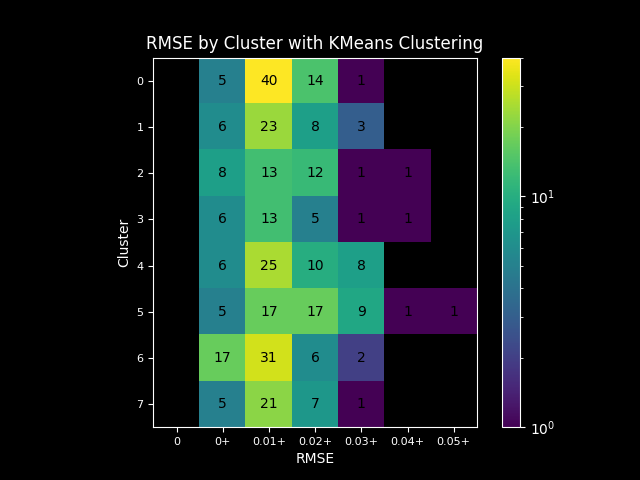 RMSE by Cluster with KMeans Clustering
0 5 40 14 1
1 6 23 8 3
2 8 13 12 1 1
3 6 13 5 1 1
4 6 25 10 8
5 5 17 17 9 1 1
6 17 31 6 2
7 5 21 7 1
Cluster
0 0+ 0.01+ 0.02+ 0.03+ 0.04+ 0.05+
RMSE
10¹
10⁰